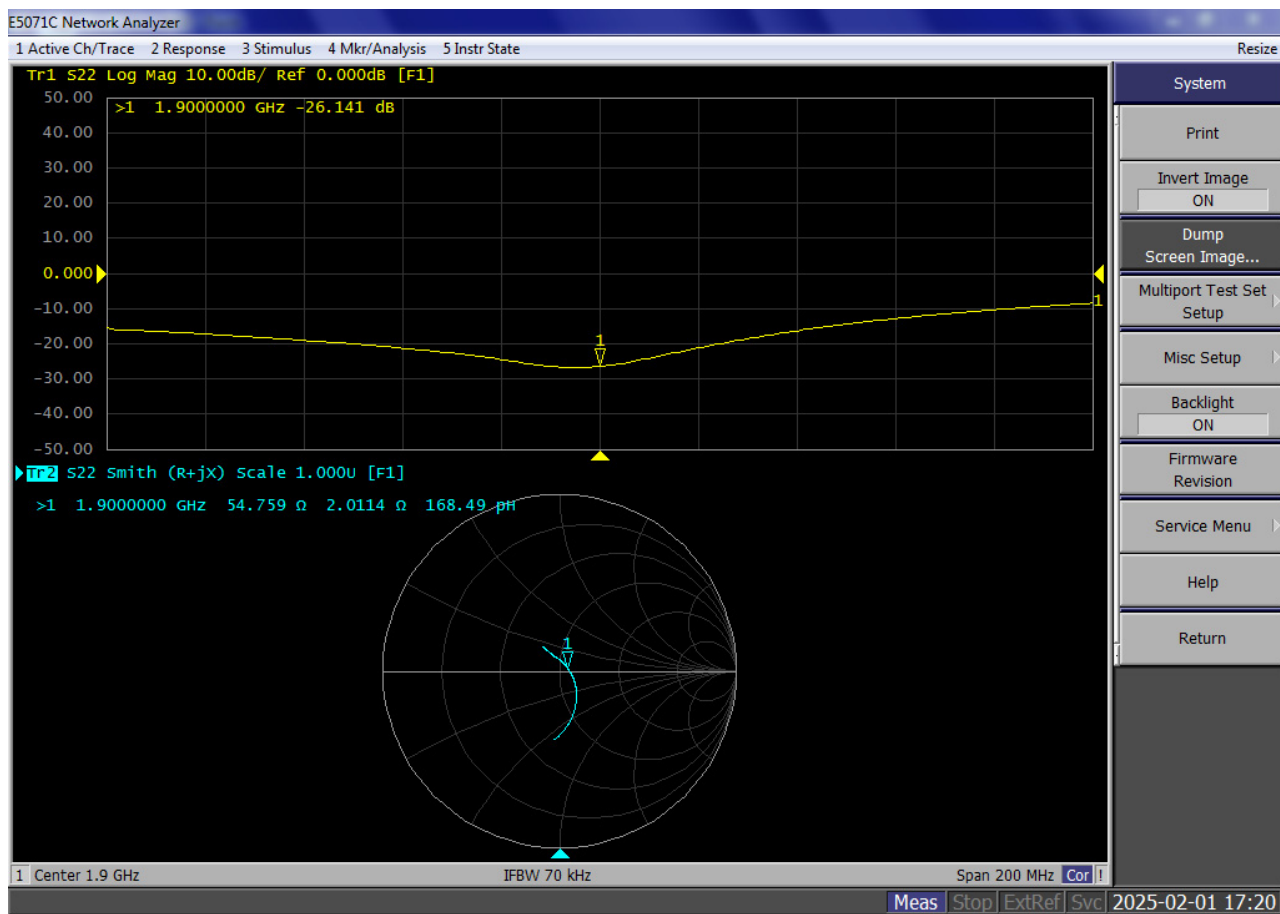 E5071C Network Analyzer
1 Active Ch/Trace 2 Response 3 Stimulus 4 Mkr/Analysis 5 Instr State Resize
Tr1 S22 Log Mag 10.00dB/ Ref 0.000dB [F1]
50.00
>1 1.9000000 GHz -26.141 dB
40.00
30.00
20.00
10.00
0.000
-10.00
1
-20.00
1
-30.00
-40.00
-50.00
Tr2 S22 Smith (R+jX) Scale 1.000U [F1]
>1 1.9000000 GHz 54.759 Ω 2.0114 Ω 168.49 pH
1
1 Center 1.9 GHz IFBW 70 kHz Span 200 MHz Cor !
Meas Stop ExtRef Svc 2025-02-01 17:20
System
Print
Invert Image
ON
Dump
Screen Image...
Multiport Test Set
Setup
Misc Setup
Backlight
ON
Firmware
Revision
Service Menu
Help
Return